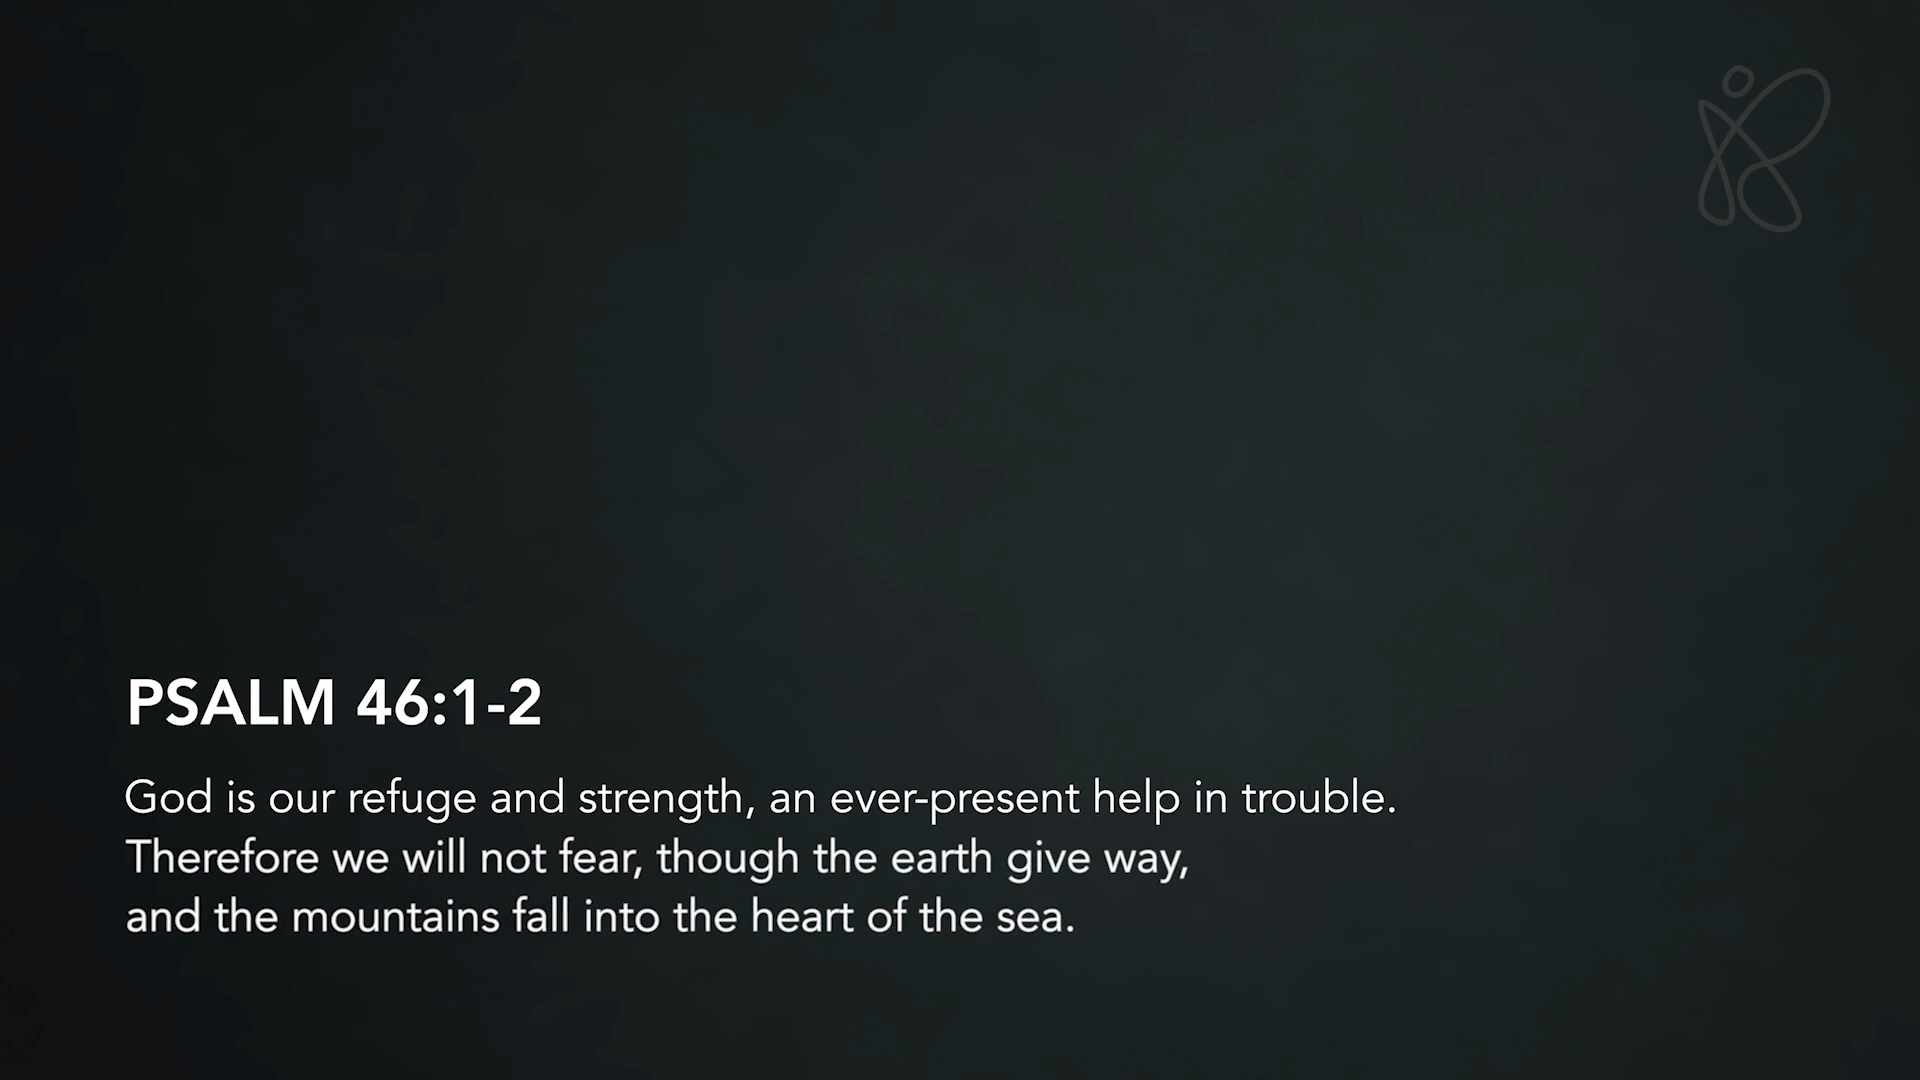 PSALM 46:1-2
God is our refuge and strength, an ever-present help in trouble.
Therefore we will not fear, though the earth give way,
and the mountains fall into the heart of the sea.